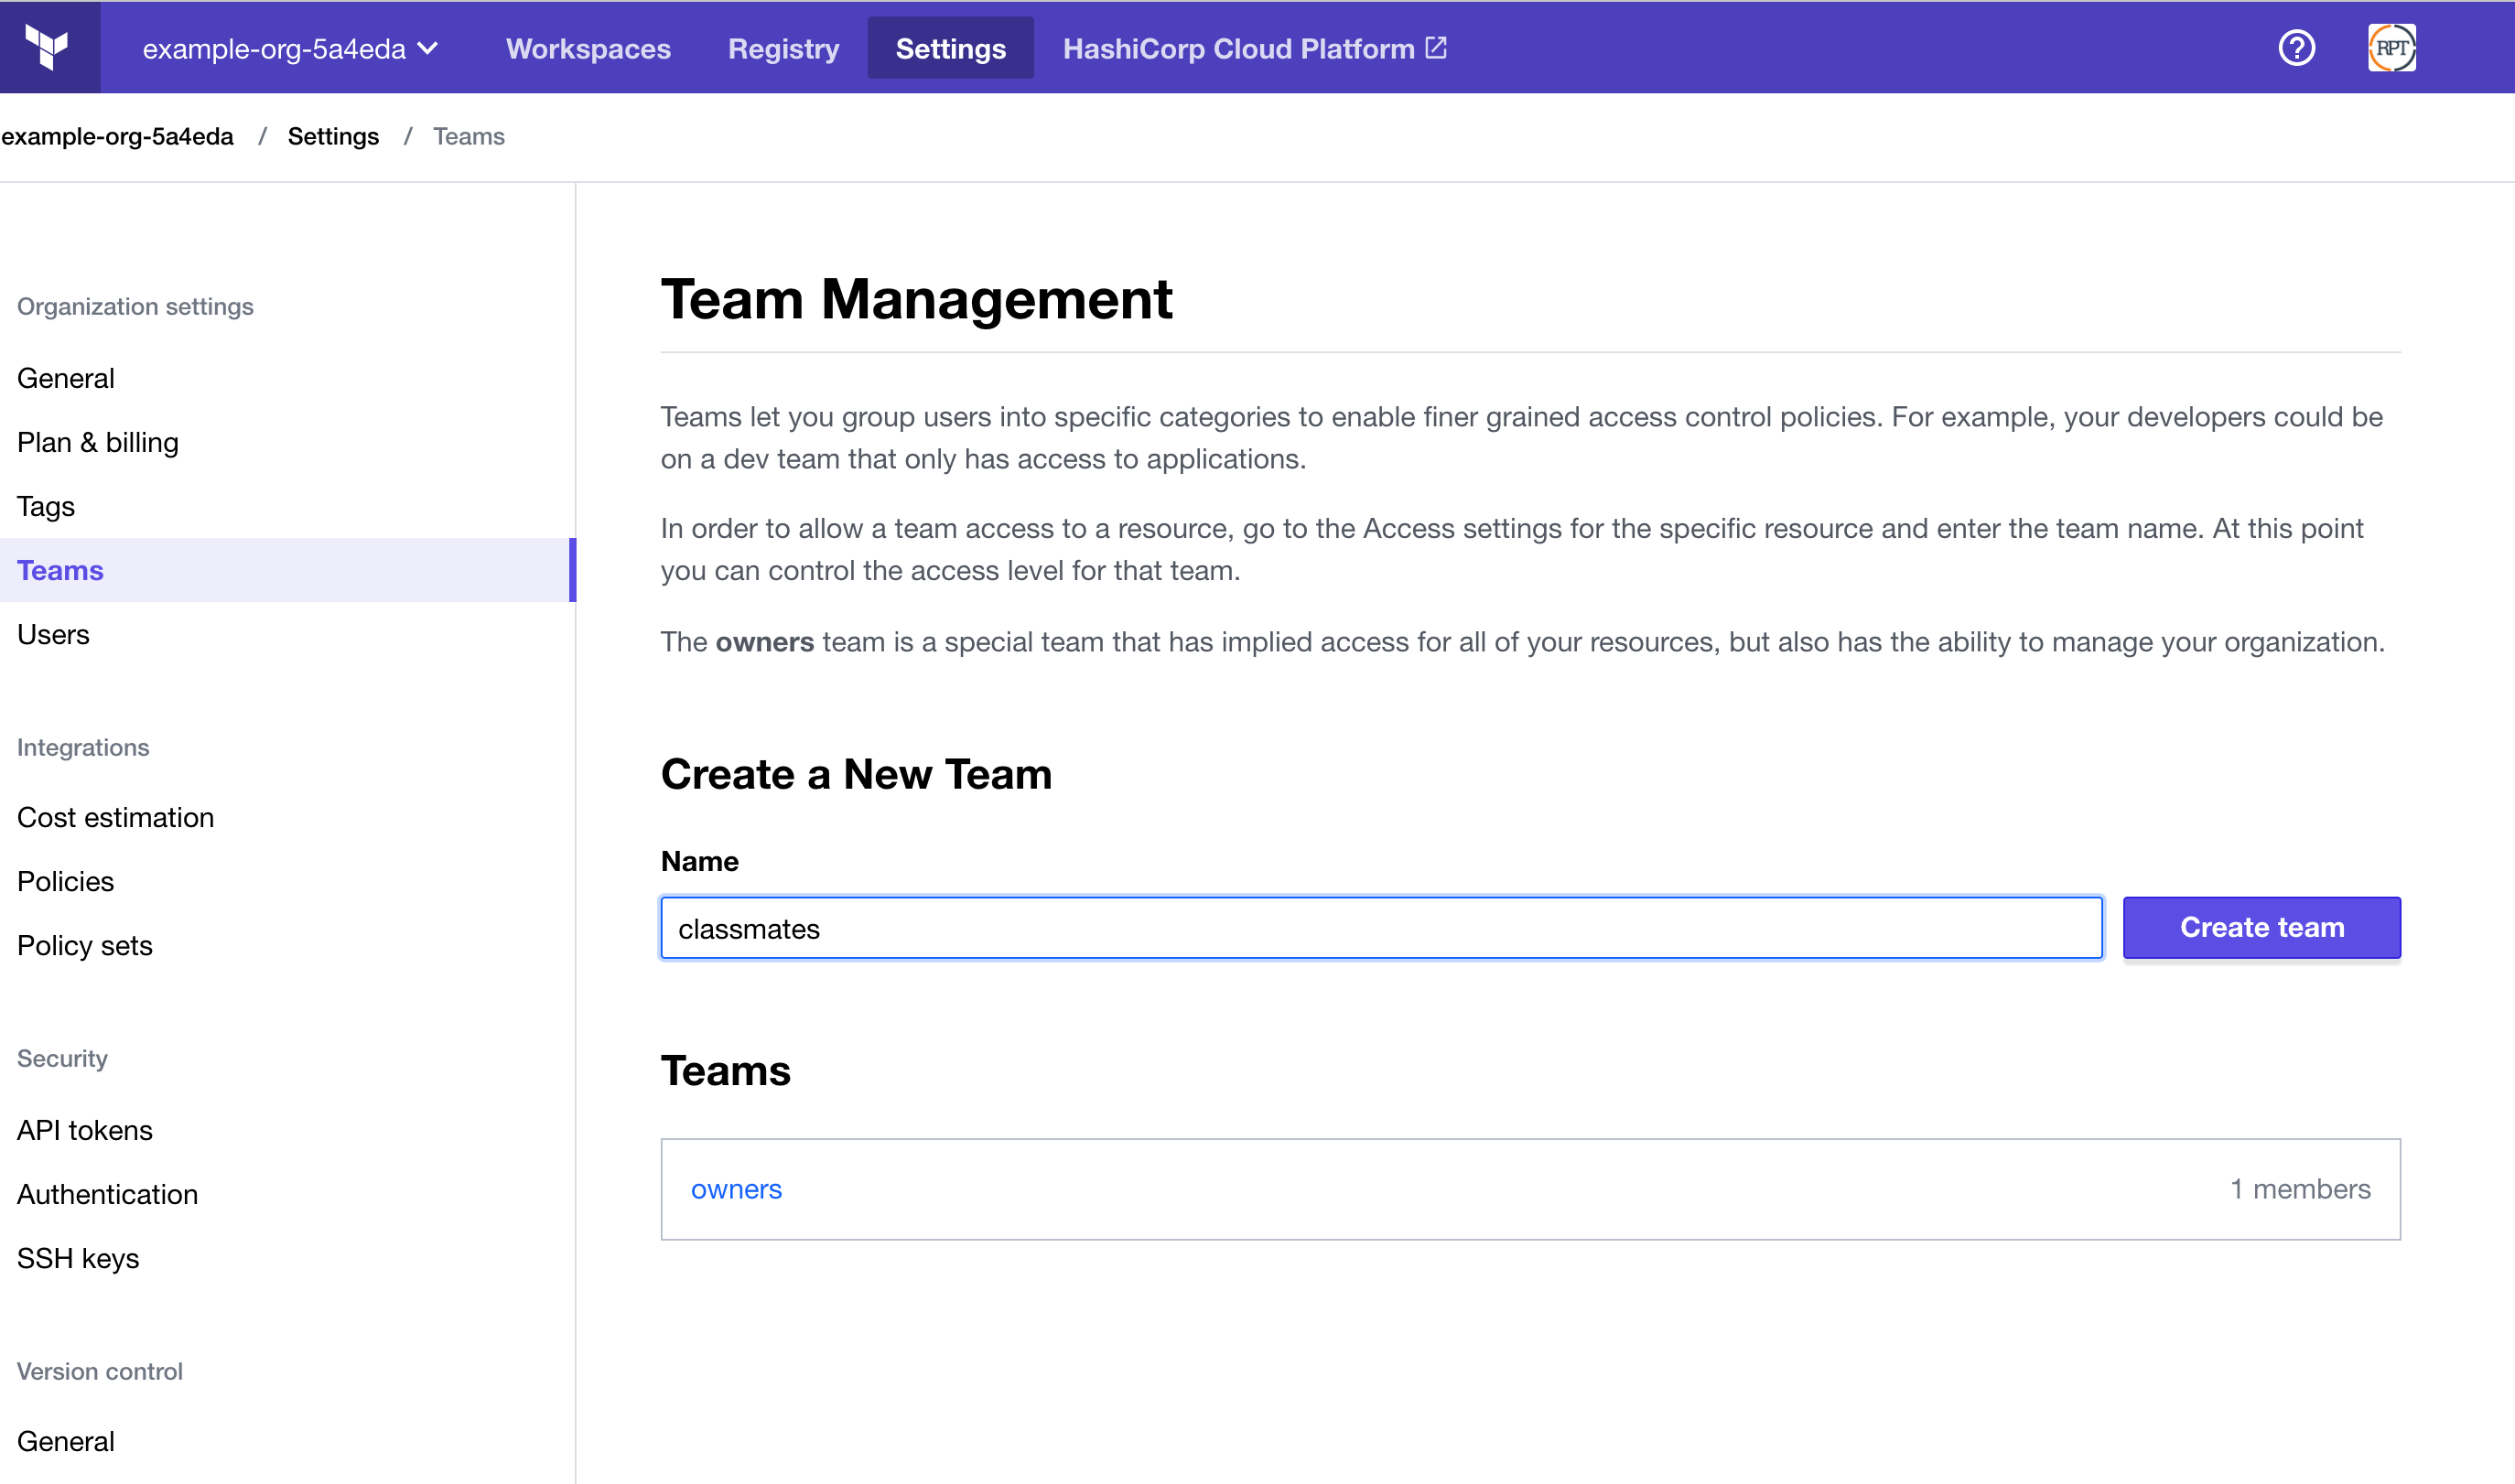 example-org-5a4eda Workspaces Registry Settings HashiCorp Cloud Platform RPT
example-org-5a4eda / Settings / Teams
Organization settings
General
Plan & billing
Tags
Teams
Users
Integrations
Cost estimation
Policies
Policy sets
Security
API tokens
Authentication
SSH keys
Version control
General
Team Management
Teams let you group users into specific categories to enable finer grained access control policies. For example, your developers could be
on a dev team that only has access to applications.
In order to allow a team access to a resource, go to the Access settings for the specific resource and enter the team name. At this point
you can control the access level for that team.
The owners team is a special team that has implied access for all of your resources, but also has the ability to manage your organization.
Create a New Team
Name
classmates Create team
Teams
owners 1 members